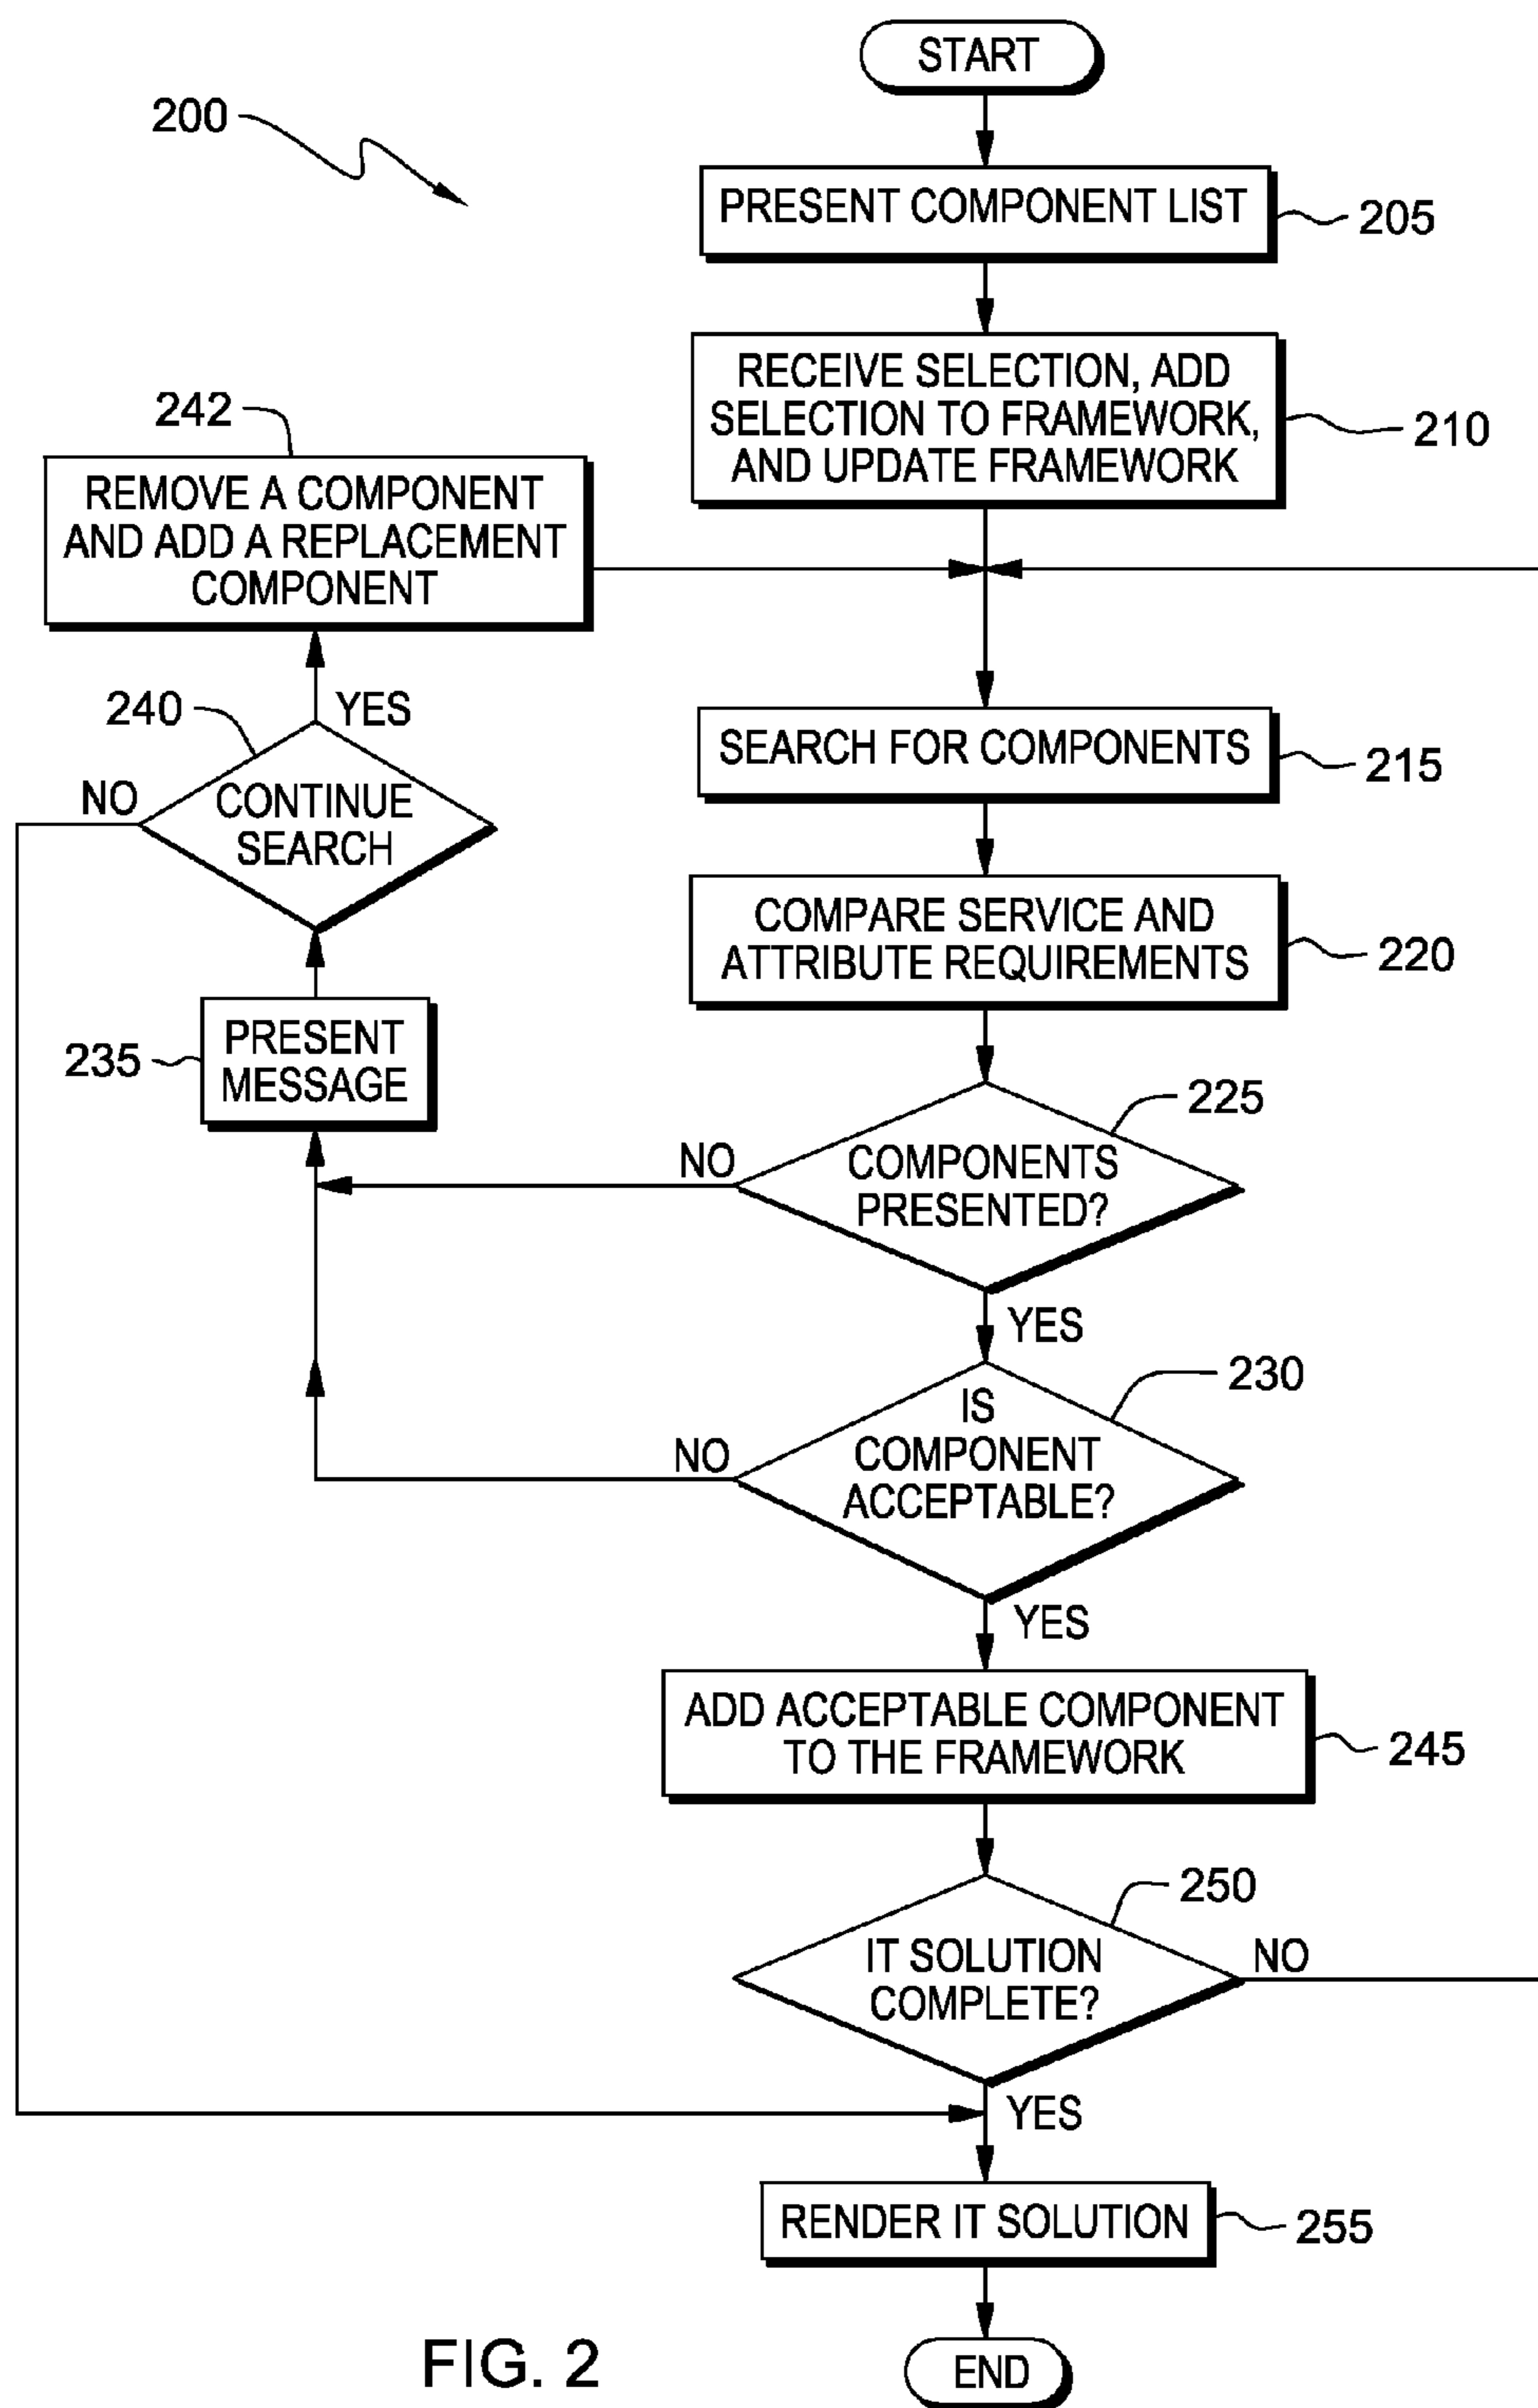 START
200
PRESENT COMPONENT LIST
205
RECEIVE SELECTION, ADD
SELECTION TO FRAMEWORK,
AND UPDATE FRAMEWORK
210
242
REMOVE A COMPONENT
AND ADD A REPLACEMENT
COMPONENT
240
YES
NO
CONTINUE
SEARCH
SEARCH FOR COMPONENTS
215
COMPARE SERVICE AND
ATTRIBUTE REQUIREMENTS
220
235
PRESENT
MESSAGE
225
NO
COMPONENTS
PRESENTED?
YES
230
NO
IS
COMPONENT
ACCEPTABLE?
YES
ADD ACCEPTABLE COMPONENT
TO THE FRAMEWORK
245
250
IT SOLUTION
COMPLETE?
NO
YES
RENDER IT SOLUTION
255
END
FIG. 2